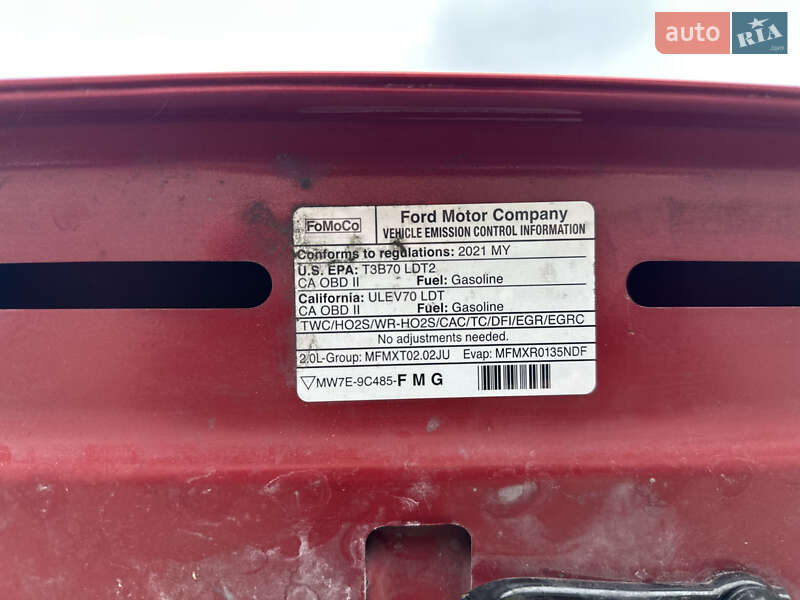 auto RIA
.com
FoMoCo
Ford Motor Company
VEHICLE EMISSION CONTROL INFORMATION
Conforms to regulations: 2021 MY
U.S. EPA: T3B70 LDT2
CA OBD II Fuel: Gasoline
California: ULEV70 LDT
CA OBD II Fuel: Gasoline
TWC/HO2S/WR-HO2S/CAC/TC/DFI/EGR/EGRC
No adjustments needed.
2.0L-Group: MFMXT02.02JU Evap: MFMXR0135NDF
MW7E-9C485-F M G